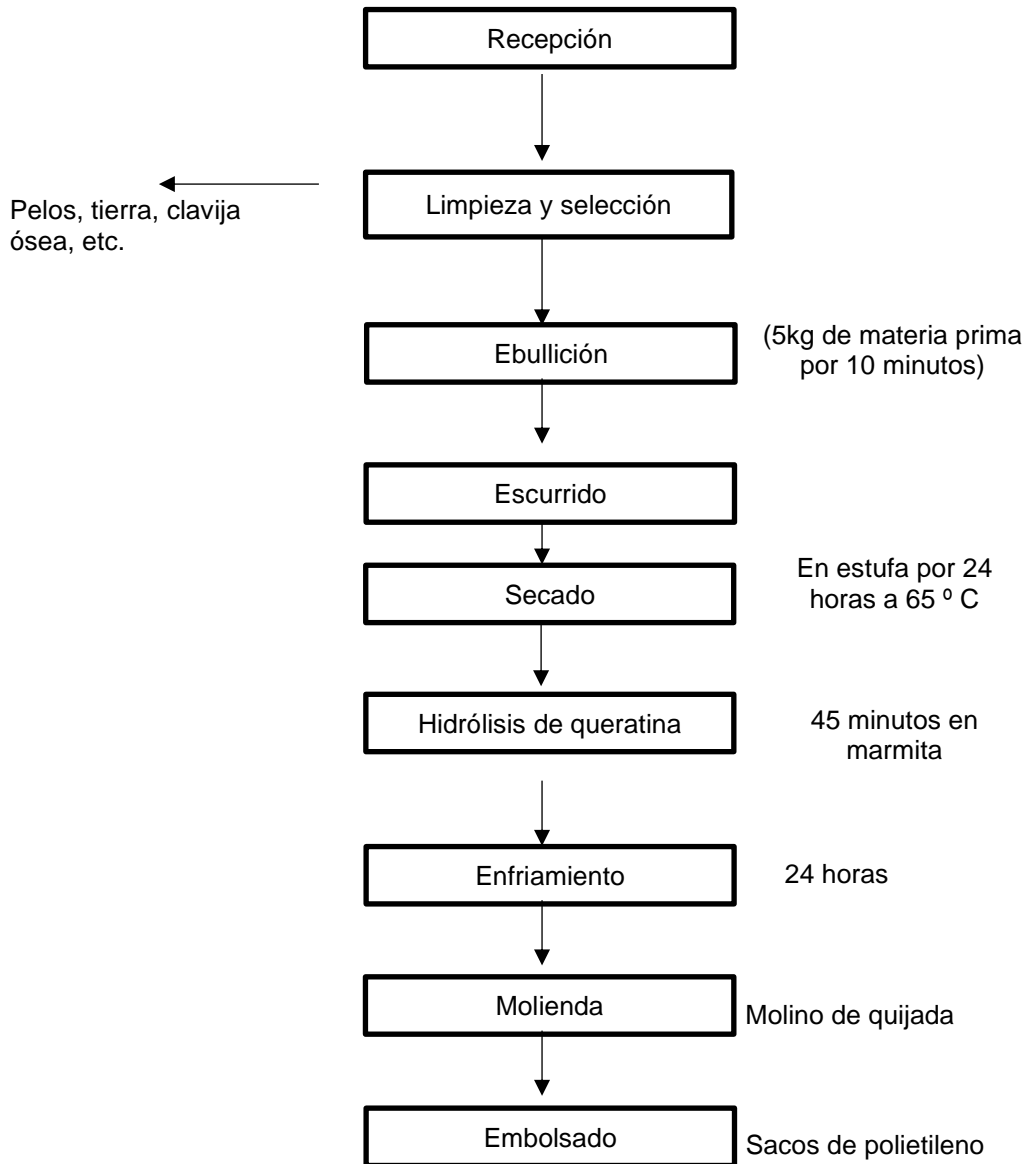 Recepción
Limpieza y selección
Pelos, tierra, clavija
ósea, etc.
Ebullición
(5kg de materia prima
por 10 minutos)
Escurrido
Secado
En estufa por 24
horas a 65 º C
Hidrólisis de queratina
45 minutos en
marmita
Enfriamiento
24 horas
Molienda
Molino de quijada
Embolsado
Sacos de polietileno